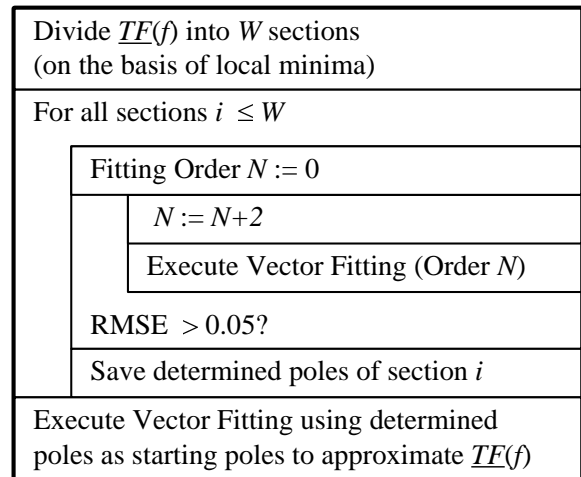 Divide TF(f) into W sections
(on the basis of local minima)
For all sections i ≤ W
Fitting Order N := 0
N := N+2
Execute Vector Fitting (Order N)
RMSE > 0.05?
Save determined poles of section i
Execute Vector Fitting using determined
poles as starting poles to approximate TF(f)